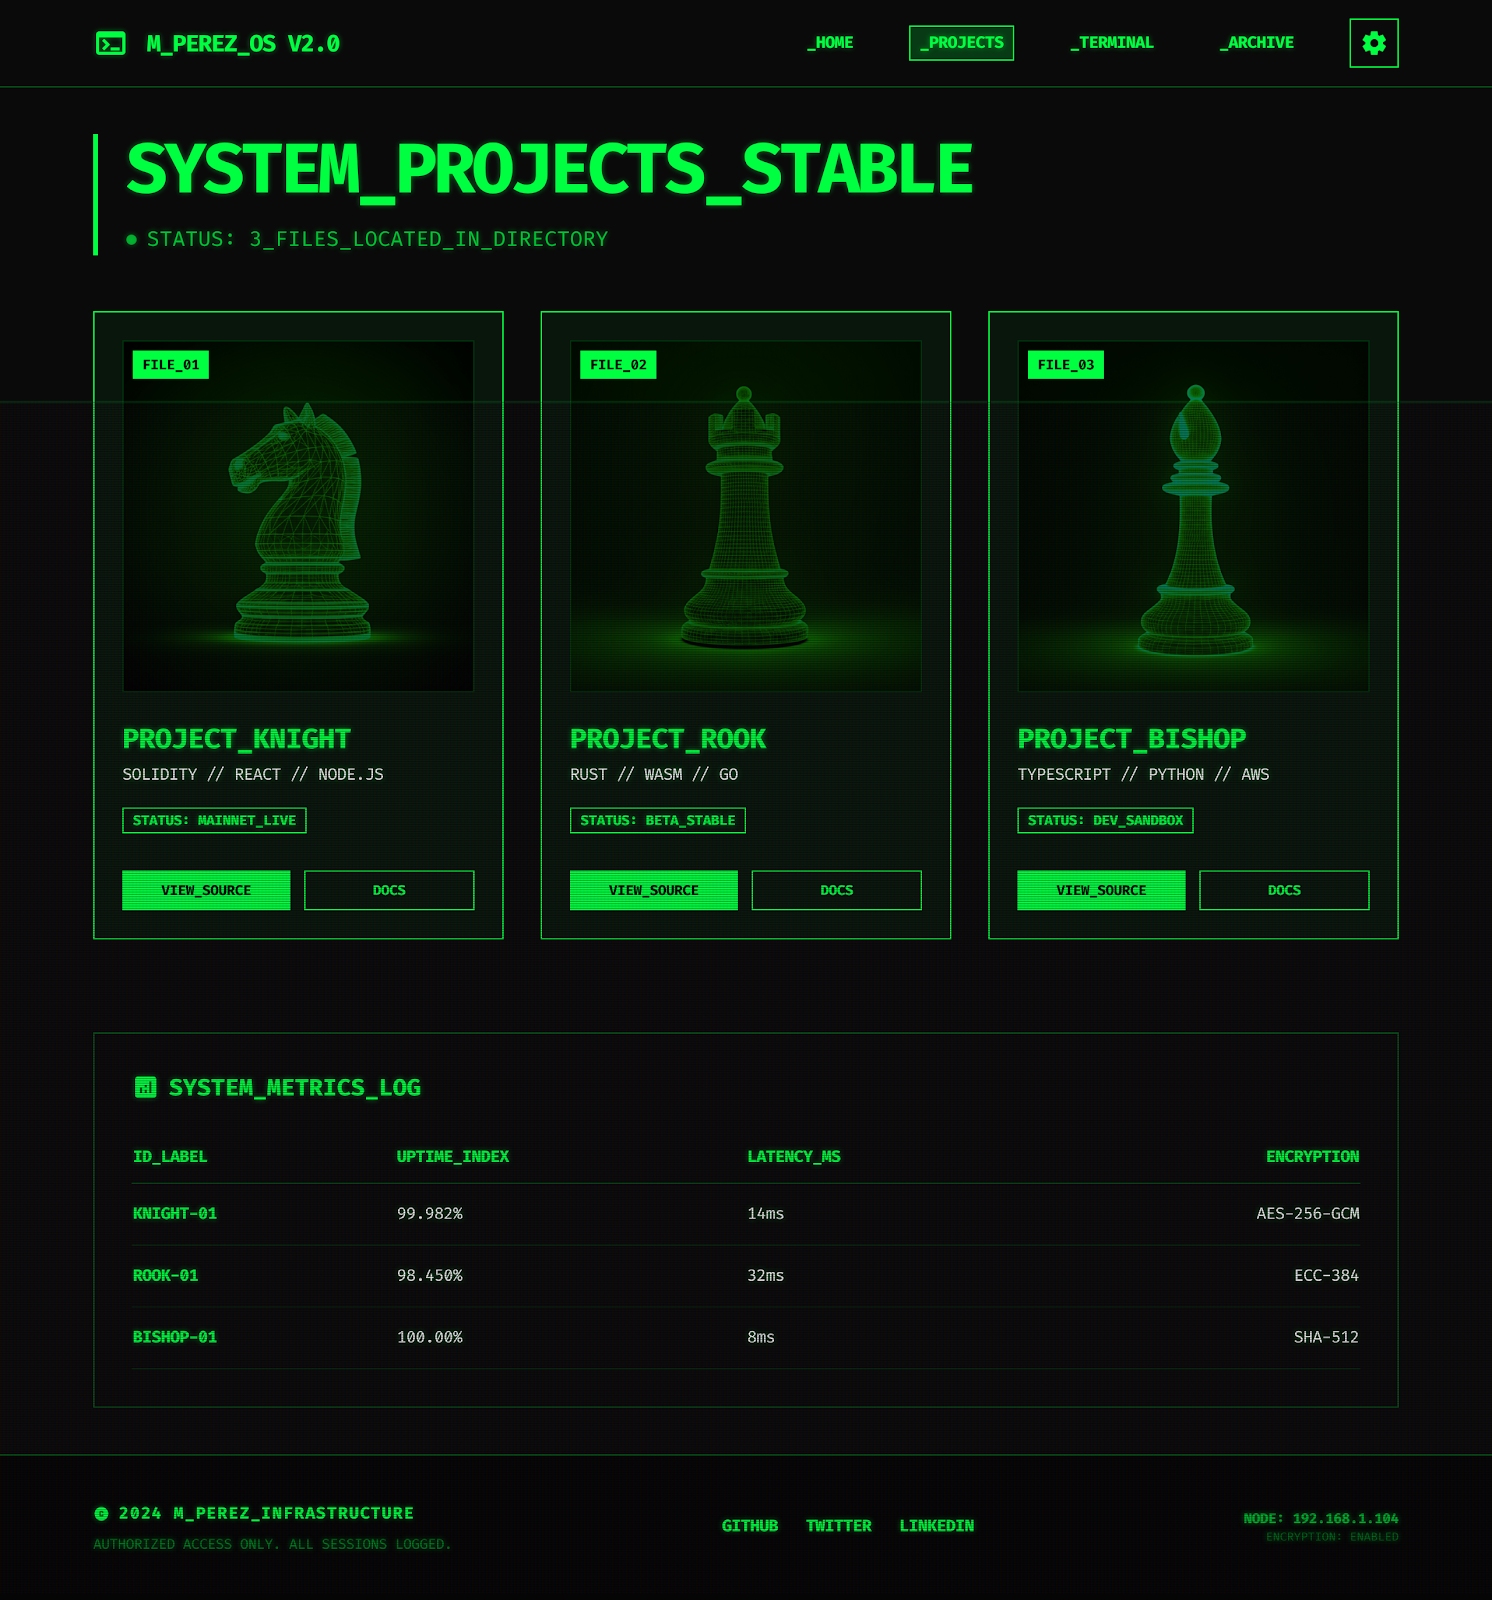 M_PEREZ_OS V2.0
_HOME
_PROJECTS
_TERMINAL
_ARCHIVE
SYSTEM_PROJECTS_STABLE
STATUS: 3_FILES_LOCATED_IN_DIRECTORY
FILE_01
PROJECT_KNIGHT
SOLIDITY // REACT // NODE.JS
STATUS: MAINNET_LIVE
VIEW_SOURCE
DOCS
FILE_02
PROJECT_ROOK
RUST // WASM // GO
STATUS: BETA_STABLE
VIEW_SOURCE
DOCS
FILE_03
PROJECT_BISHOP
TYPESCRIPT // PYTHON // AWS
STATUS: DEV_SANDBOX
VIEW_SOURCE
DOCS
SYSTEM_METRICS_LOG
ID_LABEL UPTIME_INDEX LATENCY_MS ENCRYPTION
KNIGHT-01 99.982% 14ms AES-256-GCM
ROOK-01 98.450% 32ms ECC-384
BISHOP-01 100.00% 8ms SHA-512
© 2024 M_PEREZ_INFRASTRUCTURE
AUTHORIZED ACCESS ONLY. ALL SESSIONS LOGGED.
GITHUB
TWITTER
LINKEDIN
NODE: 192.168.1.104
ENCRYPTION: ENABLED